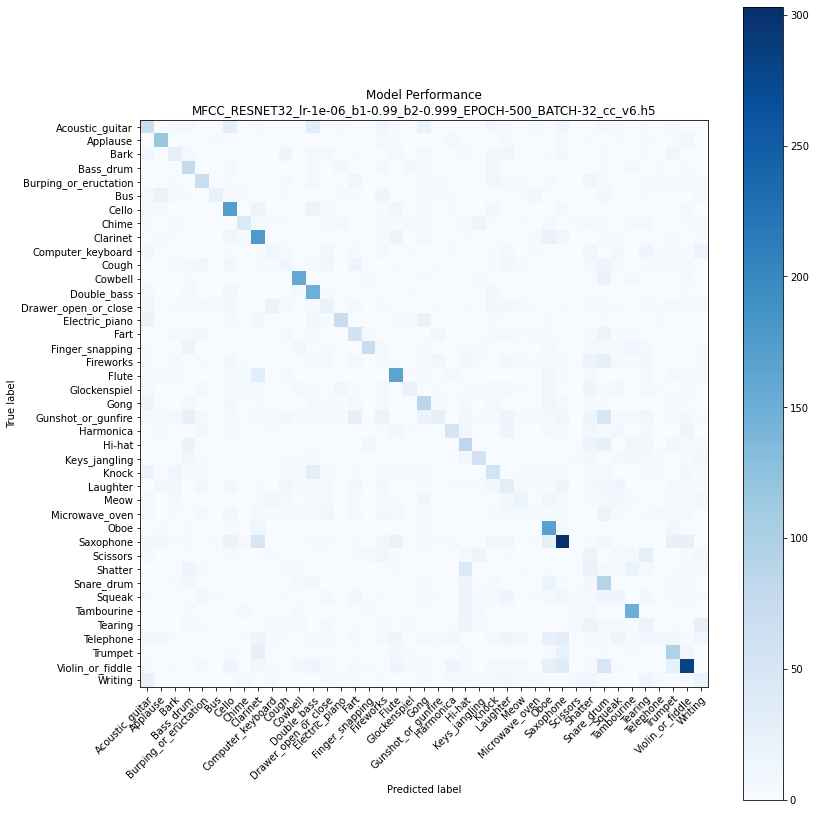 Model Performance
MFCC_RESNET32_lr-1e-06_b1-0.99_b2-0.999_EPOCH-500_BATCH-32_cc_v6.h5
True label
Acoustic_guitar
Applause
Bark
Bass_drum
Burping_or_eructation
Bus
Cello
Chime
Clarinet
Computer_keyboard
Cough
Cowbell
Double_bass
Drawer_open_or_close
Electric_piano
Fart
Finger_snapping
Fireworks
Flute
Glockenspiel
Gong
Gunshot_or_gunfire
Harmonica
Hi-hat
Keys_jangling
Knock
Laughter
Meow
Microwave_oven
Oboe
Saxophone
Scissors
Shatter
Snare_drum
Squeak
Tambourine
Tearing
Telephone
Trumpet
Violin_or_fiddle
Writing
Acoustic_guitar
Applause
Bark
Bass_drum
Burping_or_eructation
Bus
Cello
Chime
Clarinet
Computer_keyboard
Cough
Cowbell
Double_bass
Drawer_open_or_close
Electric_piano
Fart
Finger_snapping
Fireworks
Flute
Glockenspiel
Gong
Gunshot_or_gunfire
Harmonica
Hi-hat
Keys_jangling
Knock
Laughter
Meow
Microwave_oven
Oboe
Saxophone
Scissors
Shatter
Snare_drum
Squeak
Tambourine
Tearing
Telephone
Trumpet
Violin_or_fiddle
Writing
Predicted label
300
250
200
150
100
50
0